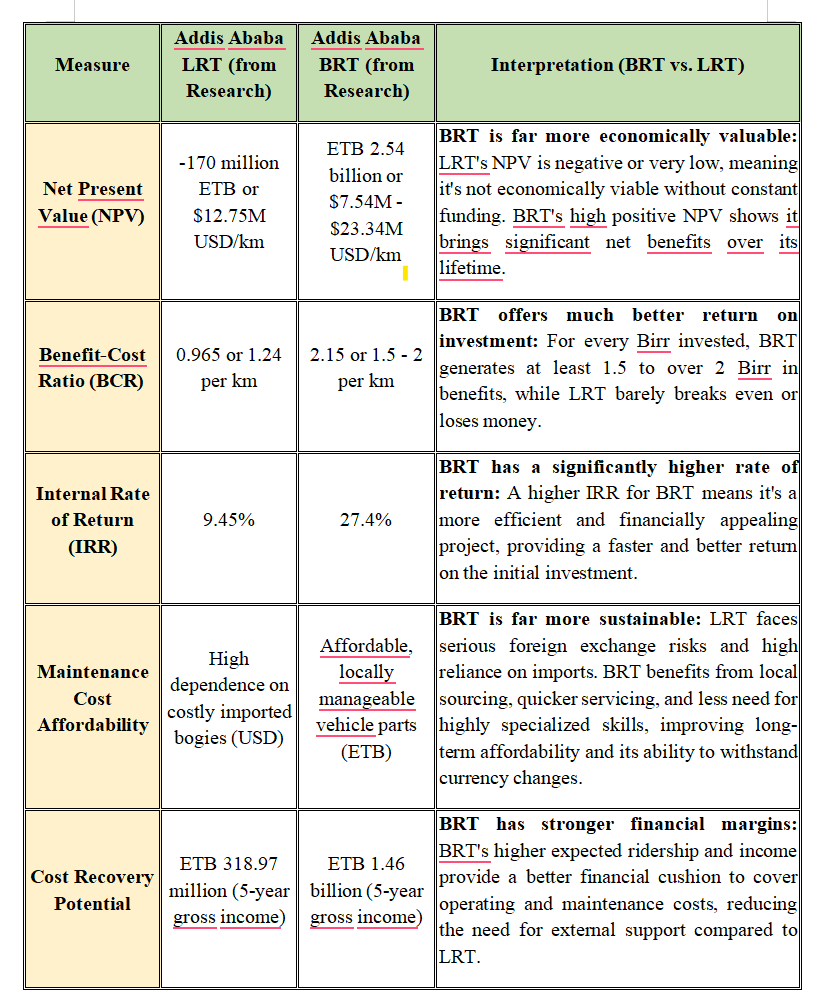 Measure
Addis Ababa
LRT (from
Research)
Addis Ababa
BRT (from
Research)
Interpretation (BRT vs. LRT)
Net Present
Value (NPV)
-170 million
ETB or
$12.75M
USD/km
ETB 2.54
billion or
$7.54M -
$23.34M
USD/km
BRT is far more economically valuable:
LRT's NPV is negative or very low, meaning
it's not economically viable without constant
funding. BRT's high positive NPV shows it
brings significant net benefits over its
lifetime.
Benefit-Cost
Ratio (BCR)
0.965 or 1.24
per km
2.15 or 1.5 - 2
per km
BRT offers much better return on
investment: For every Birr invested, BRT
generates at least 1.5 to over 2 Birr in
benefits, while LRT barely breaks even or
loses money.
Internal Rate
of Return
(IRR)
9.45%
27.4%
BRT has a significantly higher rate of
return: A higher IRR for BRT means it's a
more efficient and financially appealing
project, providing a faster and better return
on the initial investment.
Maintenance
Cost
Affordability
High
dependence on
costly imported
bogies (USD)
Affordable,
locally
manageable
vehicle parts
(ETB)
BRT is far more sustainable: LRT faces
serious foreign exchange risks and high
reliance on imports. BRT benefits from local
sourcing, quicker servicing, and less need for
highly specialized skills, improving long-
term affordability and its ability to withstand
currency changes.
Cost Recovery
Potential
ETB 318.97
million (5-year
gross income)
ETB 1.46
billion (5-year
gross income)
BRT has stronger financial margins:
BRT's higher expected ridership and income
provide a better financial cushion to cover
operating and maintenance costs, reducing
the need for external support compared to
LRT.